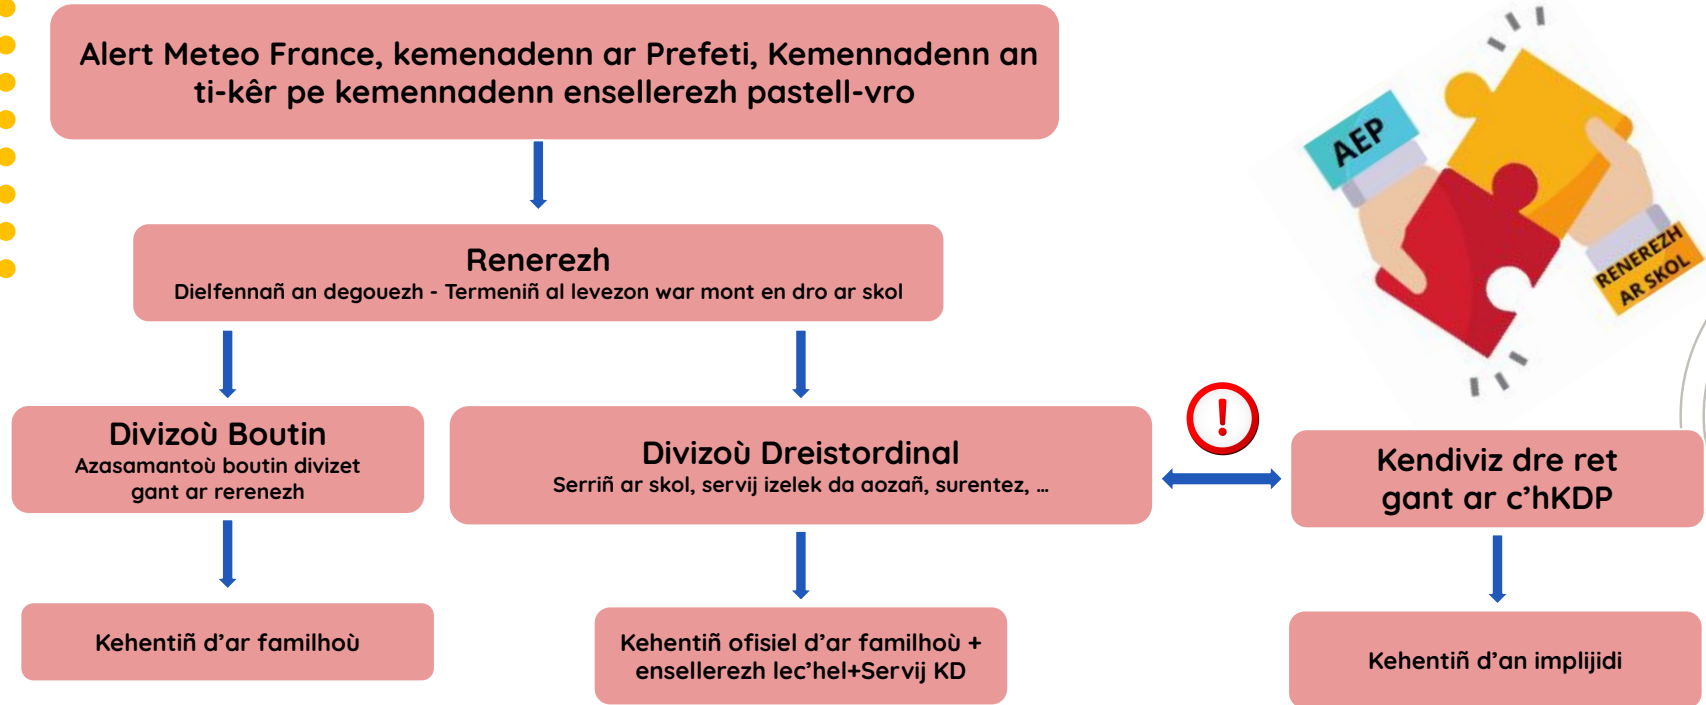 Alert Meteo France, kemenadenn ar Prefeti, Kemennadenn an
ti-kêr pe kemennadenn ensellerezh pastell-vro
AEP
RENEREZH
AR SKOL
Renerezh
Dielfennañ an degouezh - Termeniñ al levezon war mont en dro ar skol
Divizoù Boutin
Azasamantoù boutin divizet
gant ar rerenezh
Divizoù Dreistordinal
Serriñ ar skol, servij izelek da aozañ, surentez, …
!
Kendiviz dre ret
gant ar c’hKDP
Kehentiñ d’ar familhoù
Kehentiñ ofisiel d’ar familhoù +
ensellerezh lec’hel+Servij KD
Kehentiñ d’an implijidi